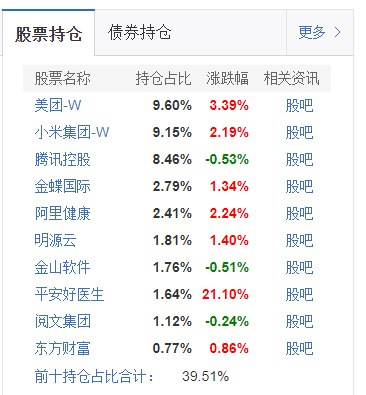 股票持仓 债券持仓 更多 >
股票名称 持仓占比 涨跌幅 相关资讯
美团-W 9.60% 3.39% 股吧
小米集团-W 9.15% 2.19% 股吧
腾讯控股 8.46% -0.53% 股吧
金蝶国际 2.79% 1.34% 股吧
阿里健康 2.41% 2.24% 股吧
明源云 1.81% 1.40% 股吧
金山软件 1.76% -0.51% 股吧
平安好医生 1.64% 21.10% 股吧
阅文集团 1.12% -0.24% 股吧
东方财富 0.77% 0.86% 股吧
前十持仓占比合计： 39.51%